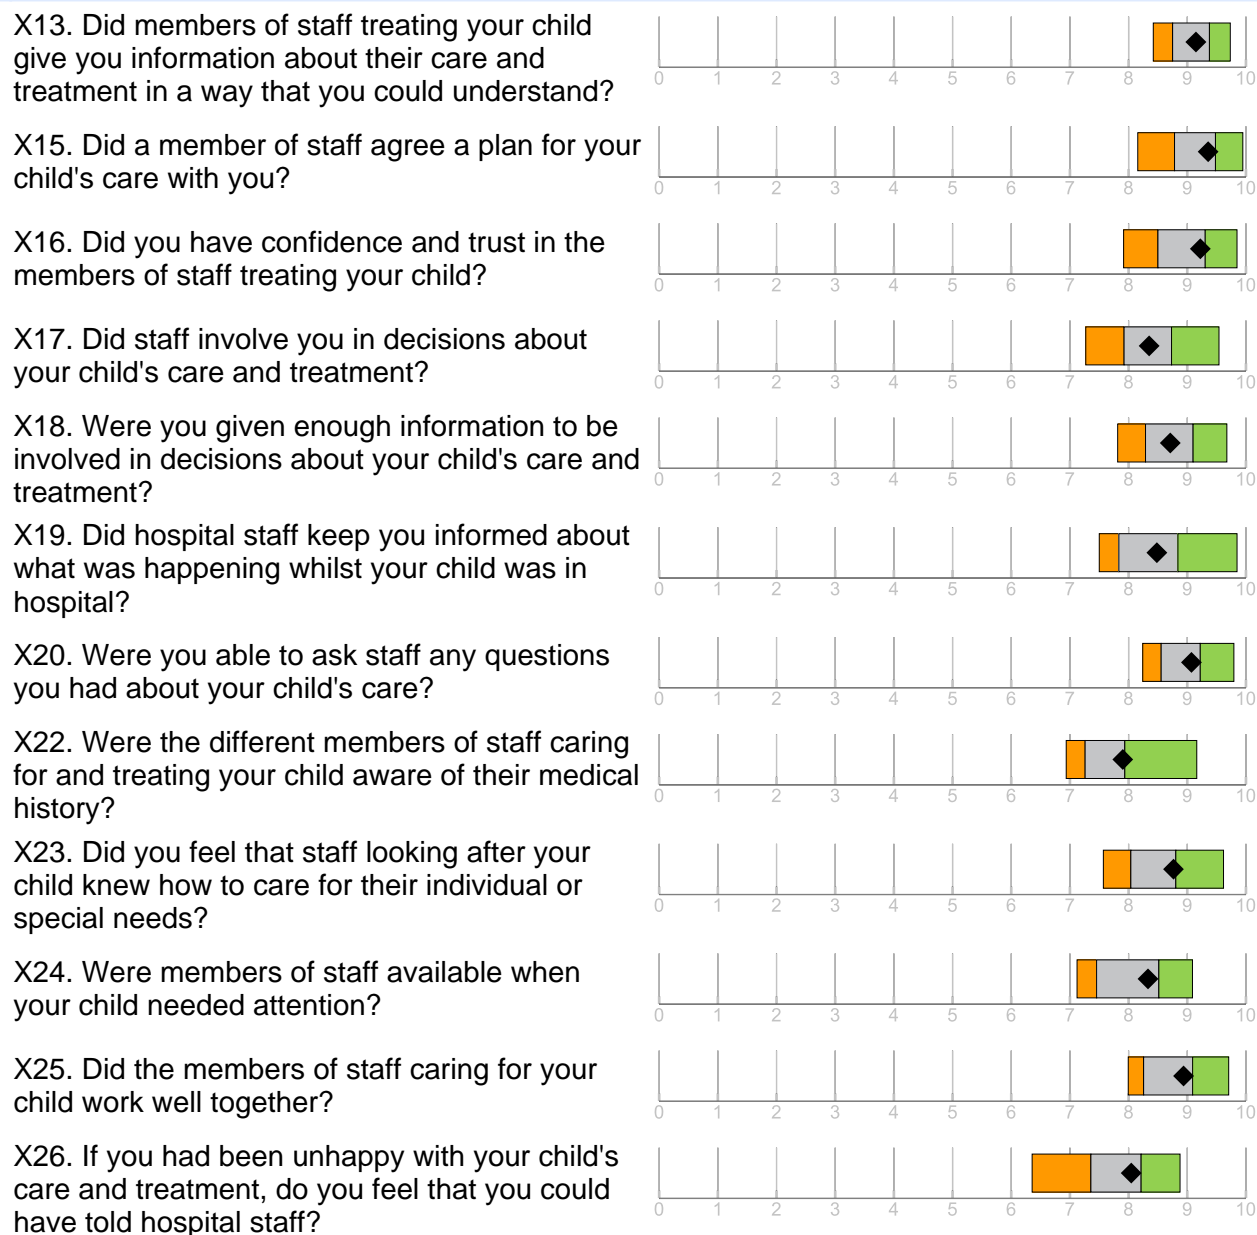 X13. Did members of staff treating your child
give you information about their care and
treatment in a way that you could understand?
0 1 2 3 4 5 6 7 8 9 10
X15. Did a member of staff agree a plan for your
child's care with you?
0 1 2 3 4 5 6 7 8 9 10
X16. Did you have confidence and trust in the
members of staff treating your child?
0 1 2 3 4 5 6 7 8 9 10
X17. Did staff involve you in decisions about
your child's care and treatment?
0 1 2 3 4 5 6 7 8 9 10
X18. Were you given enough information to be
involved in decisions about your child's care and
treatment?
0 1 2 3 4 5 6 7 8 9 10
X19. Did hospital staff keep you informed about
what was happening whilst your child was in
hospital?
0 1 2 3 4 5 6 7 8 9 10
X20. Were you able to ask staff any questions
you had about your child's care?
0 1 2 3 4 5 6 7 8 9 10
X22. Were the different members of staff caring
for and treating your child aware of their medical
history?
0 1 2 3 4 5 6 7 8 9 10
X23. Did you feel that staff looking after your
child knew how to care for their individual or
special needs?
0 1 2 3 4 5 6 7 8 9 10
X24. Were members of staff available when
your child needed attention?
0 1 2 3 4 5 6 7 8 9 10
X25. Did the members of staff caring for your
child work well together?
0 1 2 3 4 5 6 7 8 9 10
X26. If you had been unhappy with your child's
care and treatment, do you feel that you could
have told hospital staff?
0 1 2 3 4 5 6 7 8 9 10